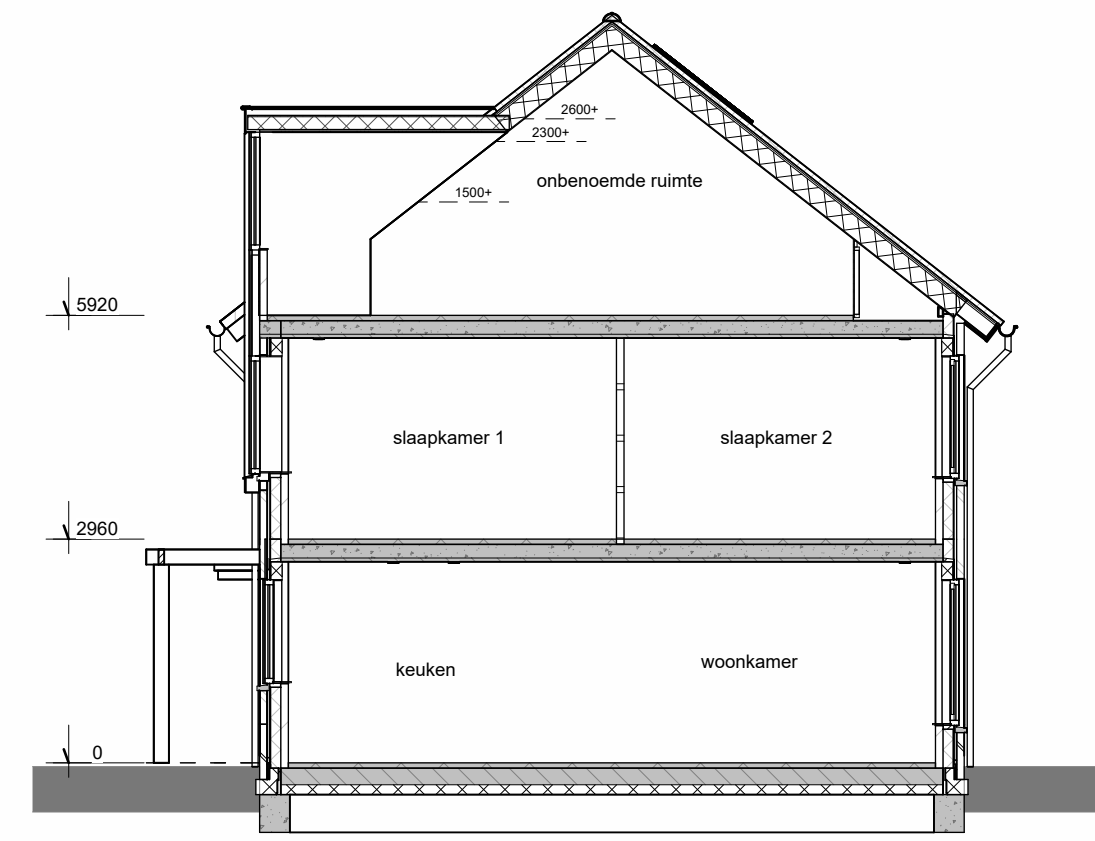 2600+
2300+
1500+
onbenoemde ruimte
5920
slaapkamer 1
slaapkamer 2
2960
keuken
woonkamer
0